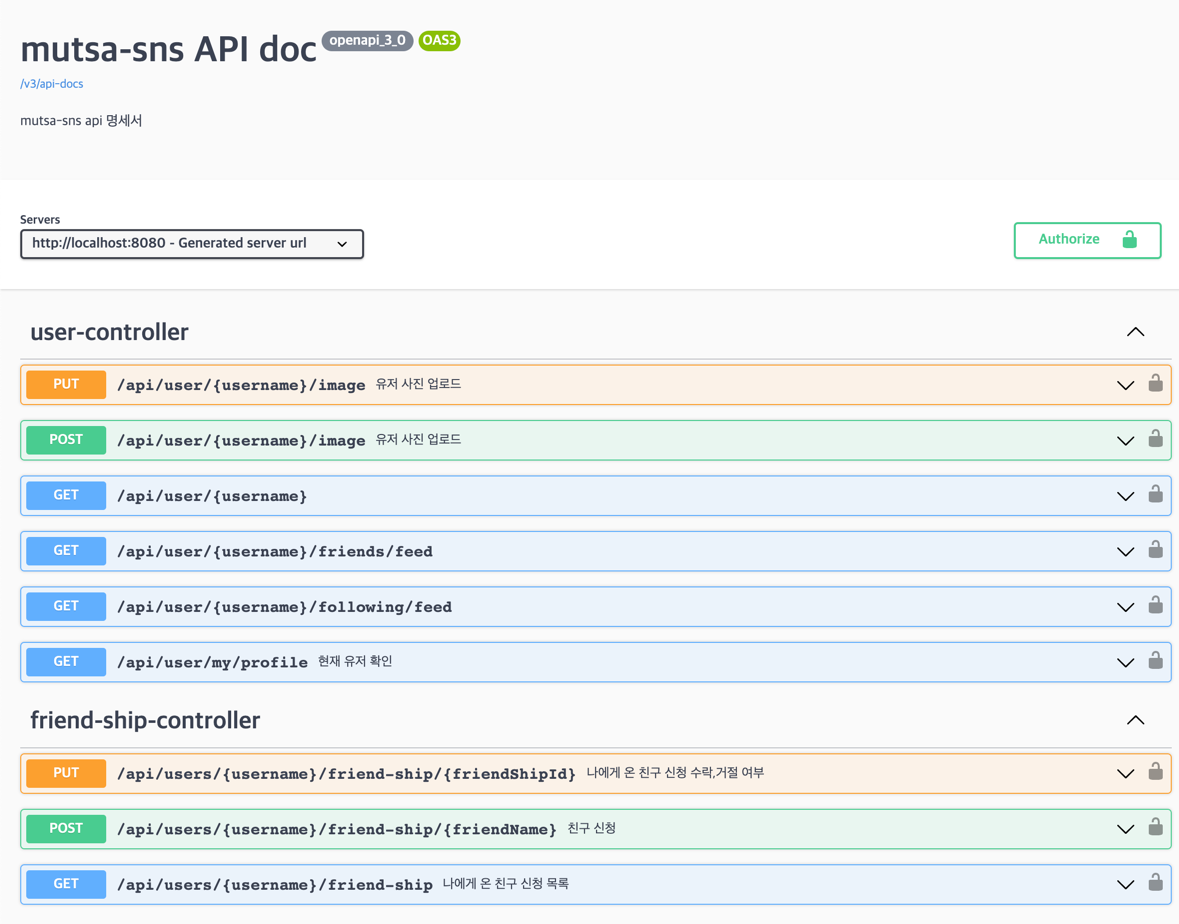 mutsa-sns API doc openapi_3_0 OAS3
/v3/api-docs
mutsa-sns api 명세서
Servers
http://localhost:8080 - Generated server url
Authorize
user-controller
PUT /api/user/{username}/image 유저 사진 업로드
POST /api/user/{username}/image 유저 사진 업로드
GET /api/user/{username}
GET /api/user/{username}/friends/feed
GET /api/user/{username}/following/feed
GET /api/user/my/profile 현재 유저 확인
friend-ship-controller
PUT /api/users/{username}/friend-ship/{friendShipId} 나에게 온 친구 신청 수락,거절 여부
POST /api/users/{username}/friend-ship/{friendName} 친구 신청
GET /api/users/{username}/friend-ship 나에게 온 친구 신청 목록